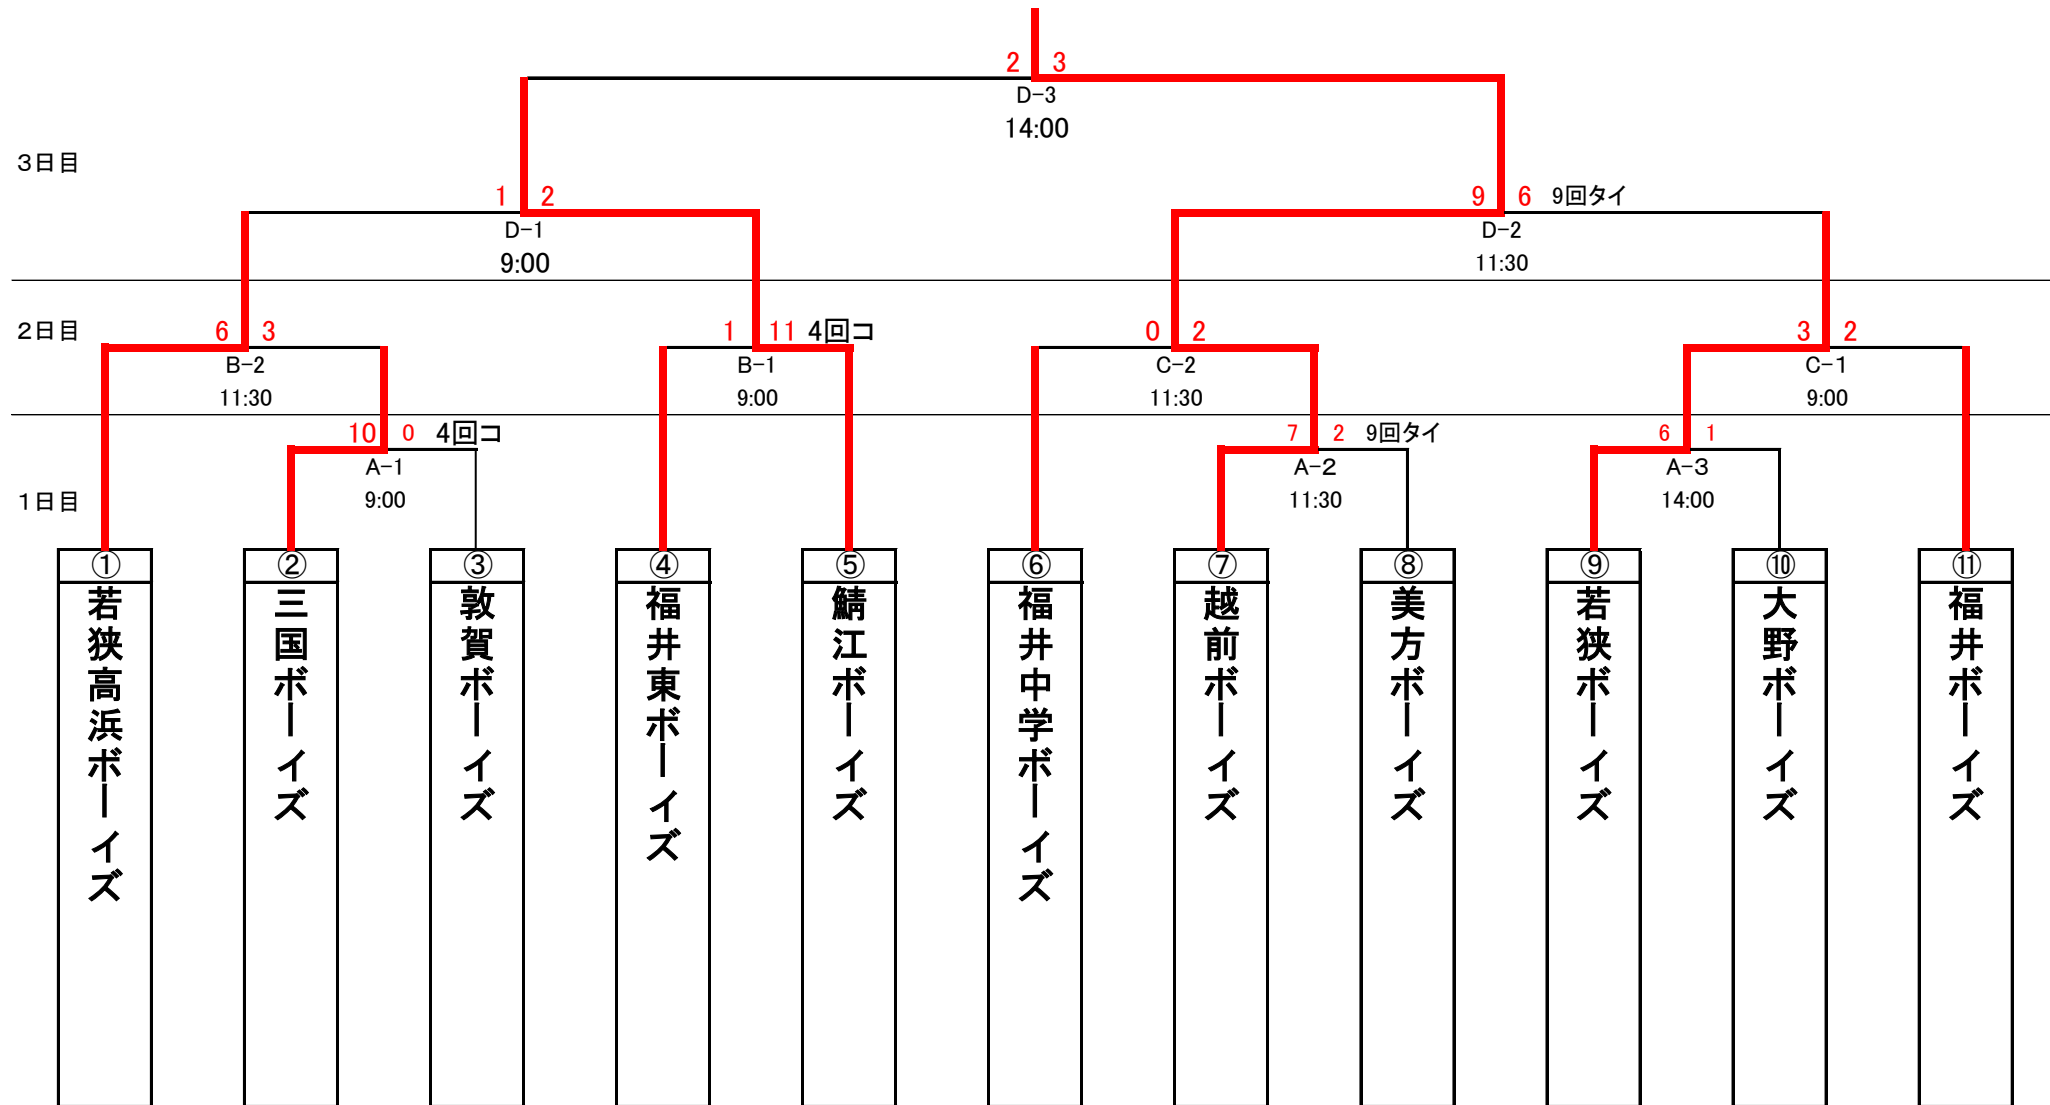 2 3
D-3
14:00
3日目
1 2
D-1
9:00
9 6 9回タイ
D-2
11:30
2日目
6 3
B-2
11:30
1 11 4回コ
B-1
9:00
0 2
C-2
11:30
3 2
C-1
9:00
1日目
10 0 4回コ
A-1
9:00
7 2 9回タイ
A-2
11:30
6 1
A-3
14:00
①
若狭高浜ボーイズ
②
三国ボーイズ
③
敦賀ボーイズ
④
福井東ボーイズ
⑤
鯖江ボーイズ
⑥
福井中学ボーイズ
⑦
越前ボーイズ
⑧
美方ボーイズ
⑨
若狭ボーイズ
⑩
大野ボーイズ
⑪
福井ボーイズ